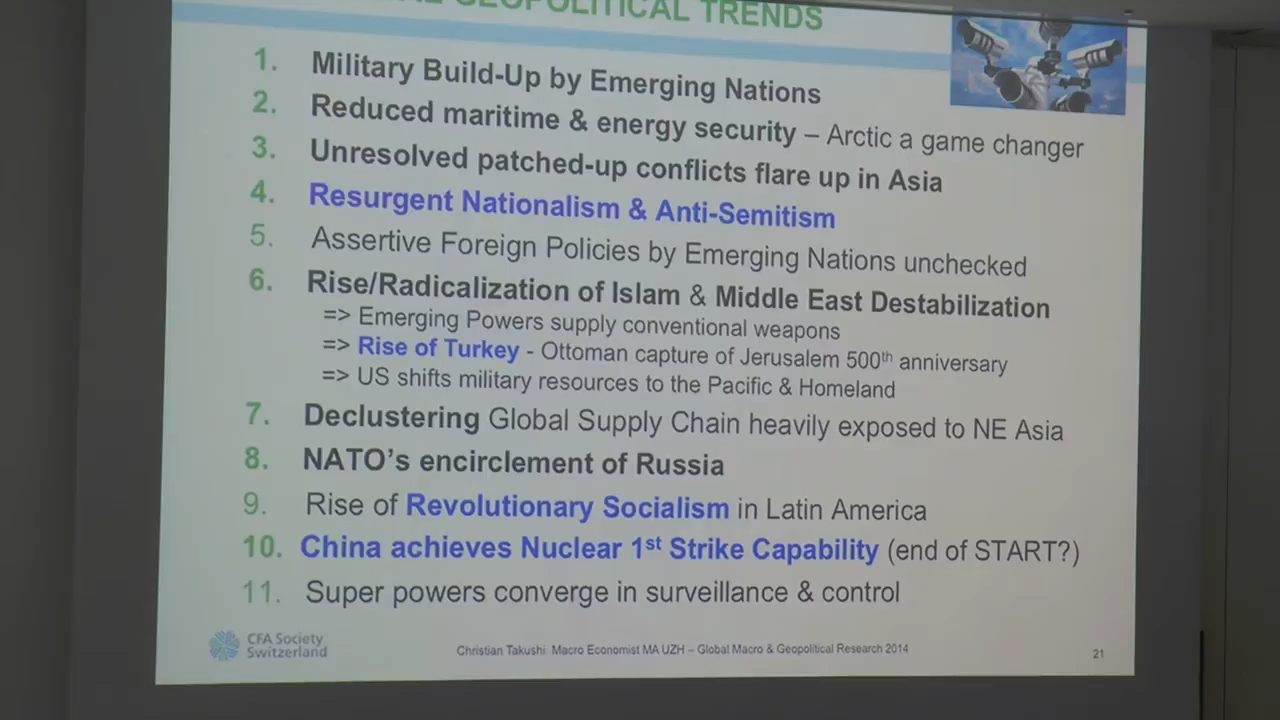 GEOPOLITICAL TRENDS
1. Military Build-Up by Emerging Nations
2. Reduced maritime & energy security – Arctic a game changer
3. Unresolved patched-up conflicts flare up in Asia
4. Resurgent Nationalism & Anti-Semitism
5. Assertive Foreign Policies by Emerging Nations unchecked
6. Rise/Radicalization of Islam & Middle East Destabilization
=> Emerging Powers supply conventional weapons
=> Rise of Turkey - Ottoman capture of Jerusalem 500th anniversary
=> US shifts military resources to the Pacific & Homeland
7. Declustering Global Supply Chain heavily exposed to NE Asia
8. NATO's encirclement of Russia
9. Rise of Revolutionary Socialism in Latin America
10. China achieves Nuclear 1st Strike Capability (end of START?)
11. Super powers converge in surveillance & control
CFA Society
Switzerland
Christian Takushi Macro Economist MA UZH – Global Macro & Geopolitical Research 2014
21